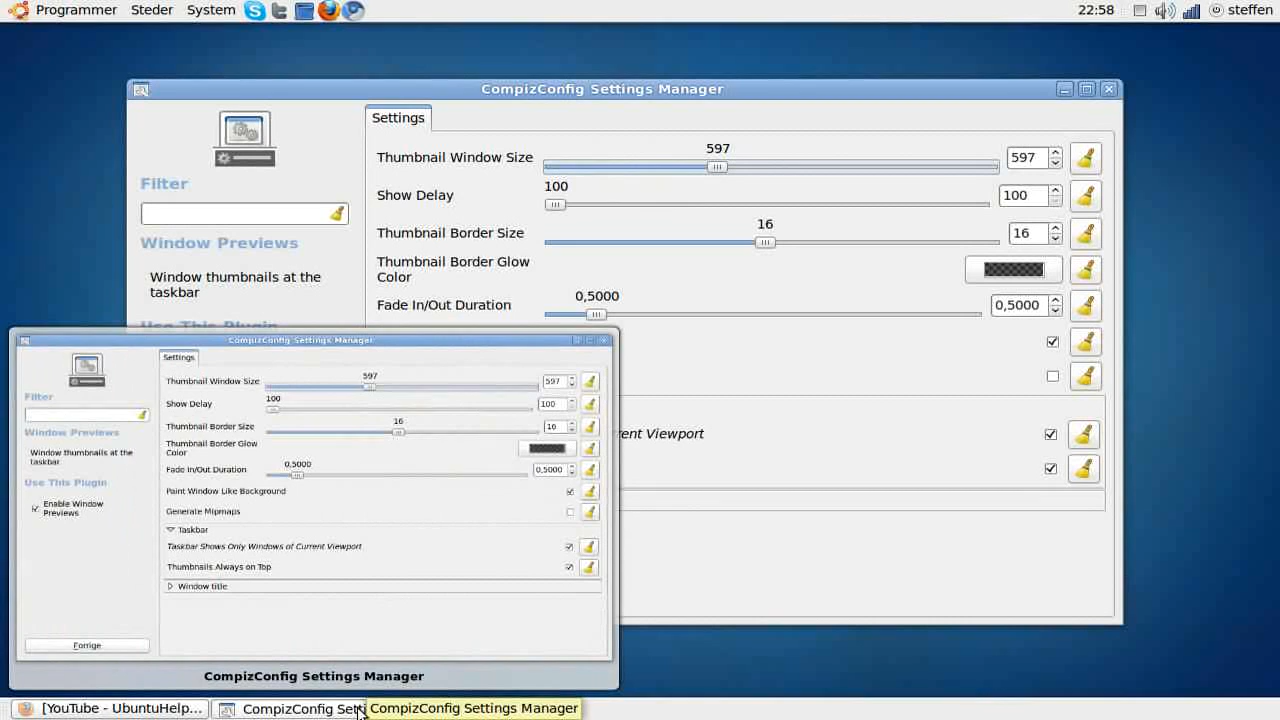 Programmer Steder System 22:58 steffen
CompizConfig Settings Manager
Settings
Thumbnail Window Size 597 597
Show Delay 100 100
Thumbnail Border Size 16 16
Thumbnail Border Glow
Color
Fade In/Out Duration 0,5000 0,5000
Filter
Window Previews
Window thumbnails at the
taskbar
Use This Plugin
rent Viewport
CompizConfig Settings Manager
Settings
Thumbnail Window Size 597 597
Show Delay 100 100
Thumbnail Border Size 16 16
Thumbnail Border Glow
Color
Fade In/Out Duration 0,5000 0,5000
Paint Window Like Background
Generate Mipmaps
Taskbar
Taskbar Shows Only Windows of Current Viewport
Thumbnails Always on Top
Window title
Filter
Window Previews
Window thumbnails at the
taskbar
Use This Plugin
Enable Window
Previews
Forrige
CompizConfig Settings Manager
[YouTube - UbuntuHelp... CompizConfig Sett CompizConfig Settings Manager